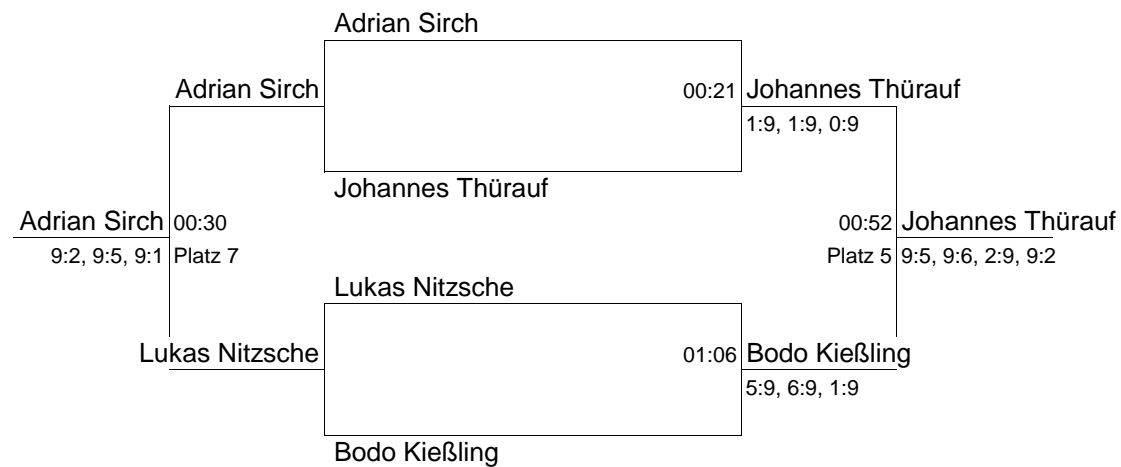 Adrian Sirch
Adrian Sirch
00:21 Johannes Thürauf
1:9, 1:9, 0:9
Johannes Thürauf
Adrian Sirch 00:30
00:52 Johannes Thürauf
9:2, 9:5, 9:1 Platz 7
Platz 5 9:5, 9:6, 2:9, 9:2
Lukas Nitzsche
Lukas Nitzsche
01:06 Bodo Kießling
5:9, 6:9, 1:9
Bodo Kießling